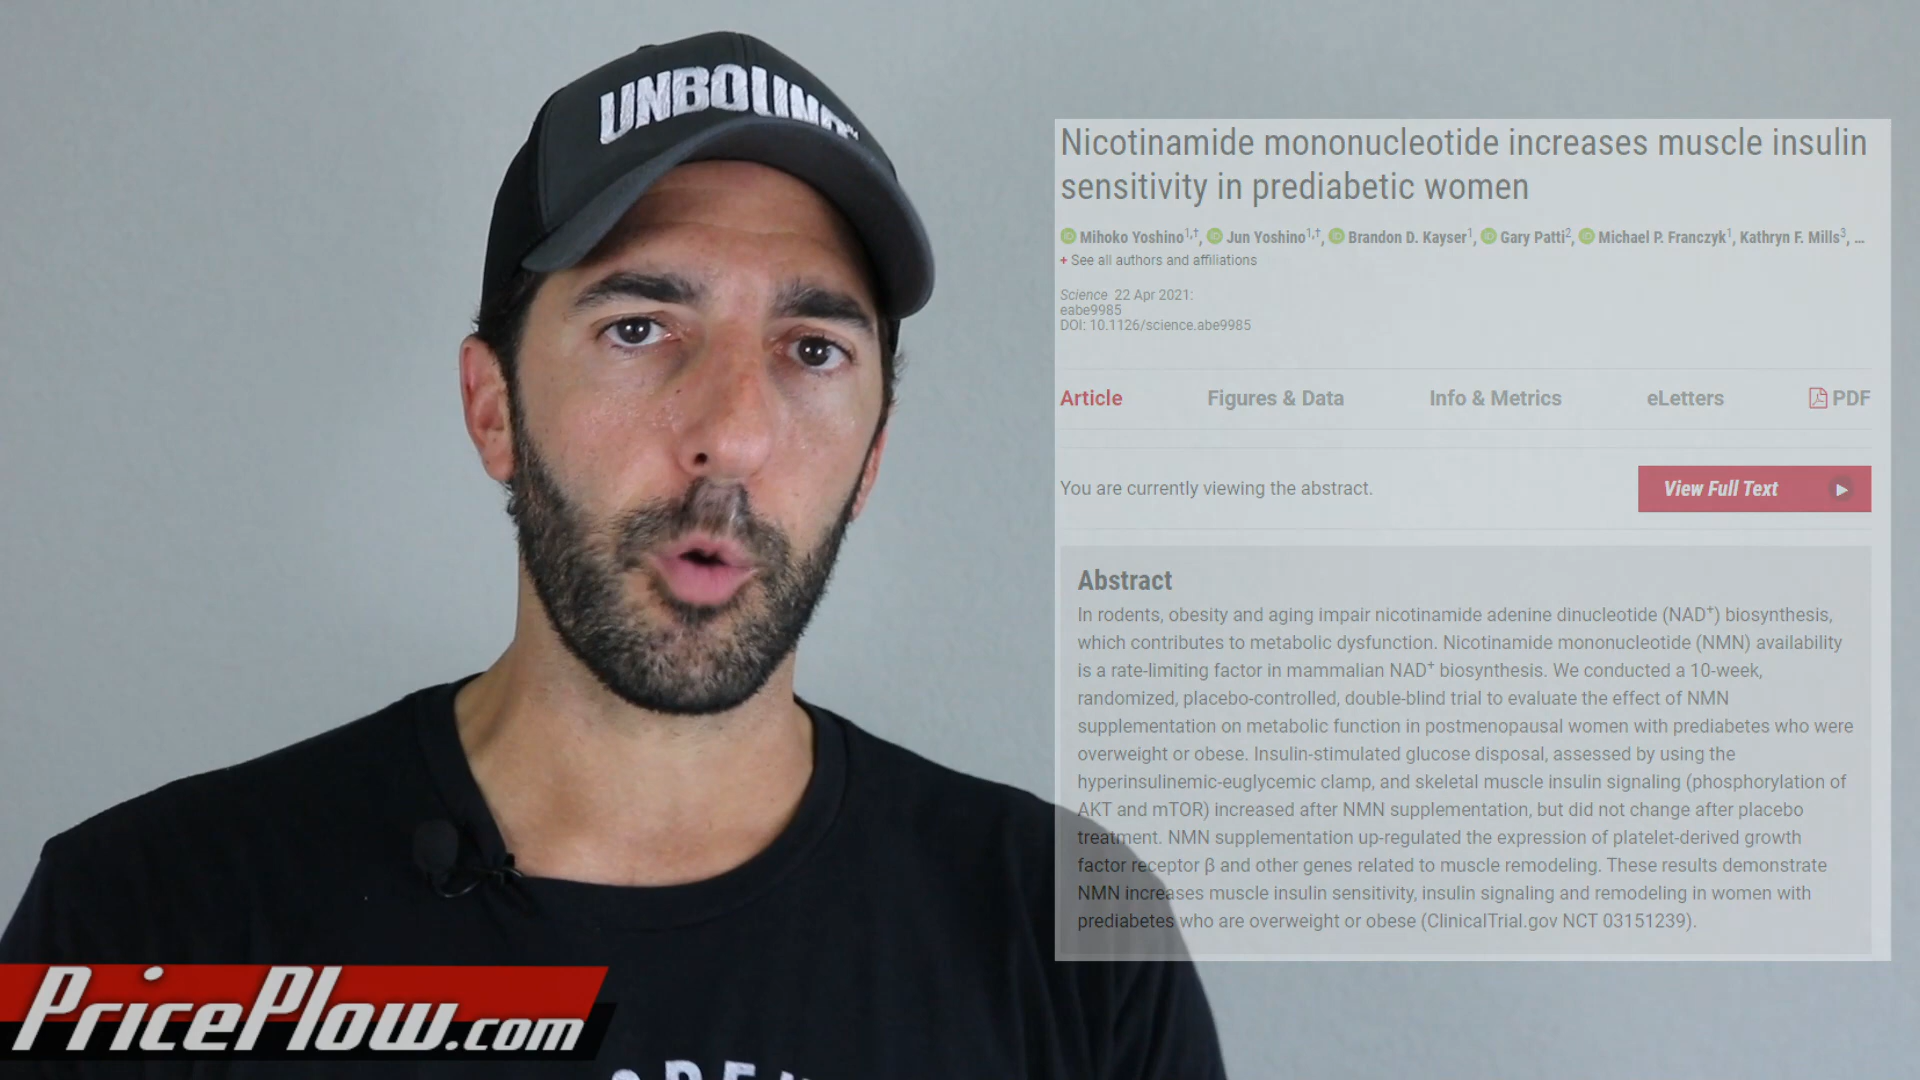 UNBOUND
Nicotinamide mononucleotide increases muscle insulin
sensitivity in prediabetic women
Mihoko Yoshino1,†, Jun Yoshino1,†, Brandon D. Kayser1, Gary Patti2, Michael P. Franczyk1, Kathryn F. Mills3, ...
+ See all authors and affiliations
Science 22 Apr 2021:
eabe9985
DOI: 10.1126/science.abe9985
Article Figures & Data Info & Metrics eLetters PDF
You are currently viewing the abstract.
View Full Text
Abstract
In rodents, obesity and aging impair nicotinamide adenine dinucleotide (NAD+) biosynthesis,
which contributes to metabolic dysfunction. Nicotinamide mononucleotide (NMN) availability
is a rate-limiting factor in mammalian NAD+ biosynthesis. We conducted a 10-week,
randomized, placebo-controlled, double-blind trial to evaluate the effect of NMN
supplementation on metabolic function in postmenopausal women with prediabetes who were
overweight or obese. Insulin-stimulated glucose disposal, assessed by using the
hyperinsulinemic-euglycemic clamp, and skeletal muscle insulin signaling (phosphorylation of
AKT and mTOR) increased after NMN supplementation, but did not change after placebo
treatment. NMN supplementation up-regulated the expression of platelet-derived growth
factor receptor β and other genes related to muscle remodeling. These results demonstrate
NMN increases muscle insulin sensitivity, insulin signaling and remodeling in women with
prediabetes who are overweight or obese (ClinicalTrial.gov NCT 03151239).
PricePlow.com